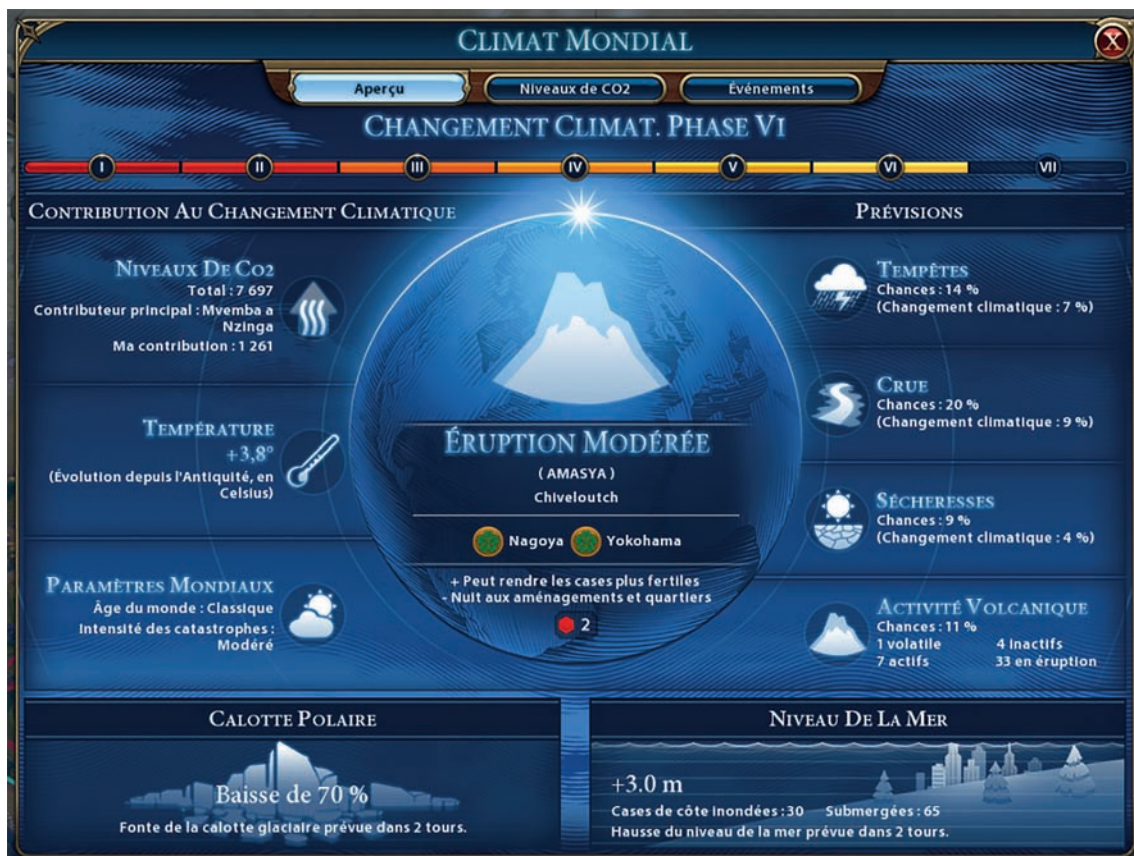 CLIMAT MONDIAL
X
Aperçu
Niveaux de CO2
Événements
CHANGEMENT CLIMAT. PHASE VI
I II III IV V VI VII
CONTRIBUTION AU CHANGEMENT CLIMATIQUE
NIVEAUX DE CO2
Total : 7 697
Contributeur principal : Mvemba a
Nzinga
Ma contribution : 1 261
TEMPÉRATURE
+3,8°
(Évolution depuis l'Antiquité, en
Celsius)
PARAMÈTRES MONDIAUX
Âge du monde : Classique
Intensité des catastrophes :
Modéré
ÉRUPTION MODÉRÉE
( AMASYA )
Chiveloutch
Nagoya Yokohama
+ Peut rendre les cases plus fertiles
- Nuit aux aménagements et quartiers
2
PRÉVISIONS
TEMPÊTES
Chances : 14 %
(Changement climatique : 7 %)
CRUE
Chances : 20 %
(Changement climatique : 9 %)
SÉCHERESSES
Chances : 9 %
(Changement climatique : 4 %)
ACTIVITÉ VOLCANIQUE
Chances : 11 %
1 volatile 4 inactifs
7 actifs 33 en éruption
CALOTTE POLAIRE
Baisse de 70 %
Fonte de la calotte glaciaire prévue dans 2 tours.
NIVEAU DE LA MER
+3.0 m
Cases de côte inondées : 30 Submergées : 65
Hausse du niveau de la mer prévue dans 2 tours.